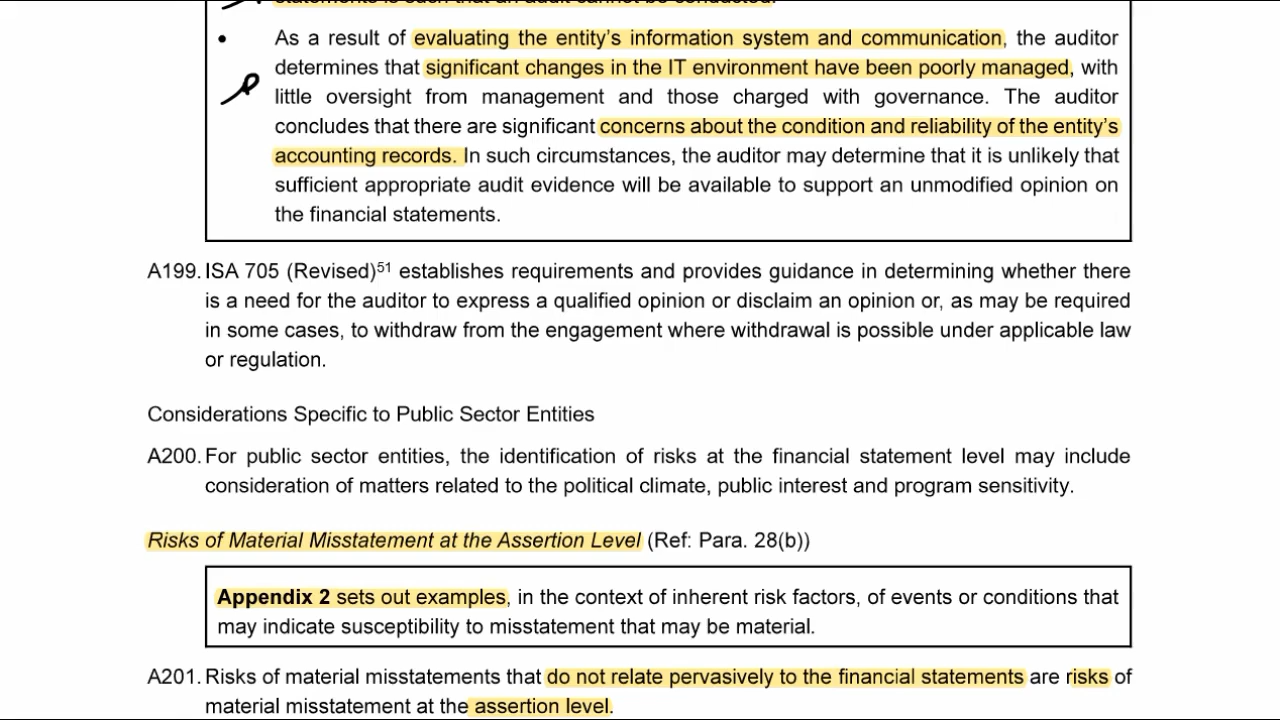 statements is such that an audit cannot be conducted.
• As a result of evaluating the entity's information system and communication, the auditor
determines that significant changes in the IT environment have been poorly managed, with
little oversight from management and those charged with governance. The auditor
concludes that there are significant concerns about the condition and reliability of the entity's
accounting records. In such circumstances, the auditor may determine that it is unlikely that
sufficient appropriate audit evidence will be available to support an unmodified opinion on
the financial statements.
A199. ISA 705 (Revised)51 establishes requirements and provides guidance in determining whether there
is a need for the auditor to express a qualified opinion or disclaim an opinion or, as may be required
in some cases, to withdraw from the engagement where withdrawal is possible under applicable law
or regulation.
Considerations Specific to Public Sector Entities
A200. For public sector entities, the identification of risks at the financial statement level may include
consideration of matters related to the political climate, public interest and program sensitivity.
Risks of Material Misstatement at the Assertion Level (Ref: Para. 28(b))
Appendix 2 sets out examples, in the context of inherent risk factors, of events or conditions that
may indicate susceptibility to misstatement that may be material.
A201. Risks of material misstatements that do not relate pervasively to the financial statements are risks of
material misstatement at the assertion level.